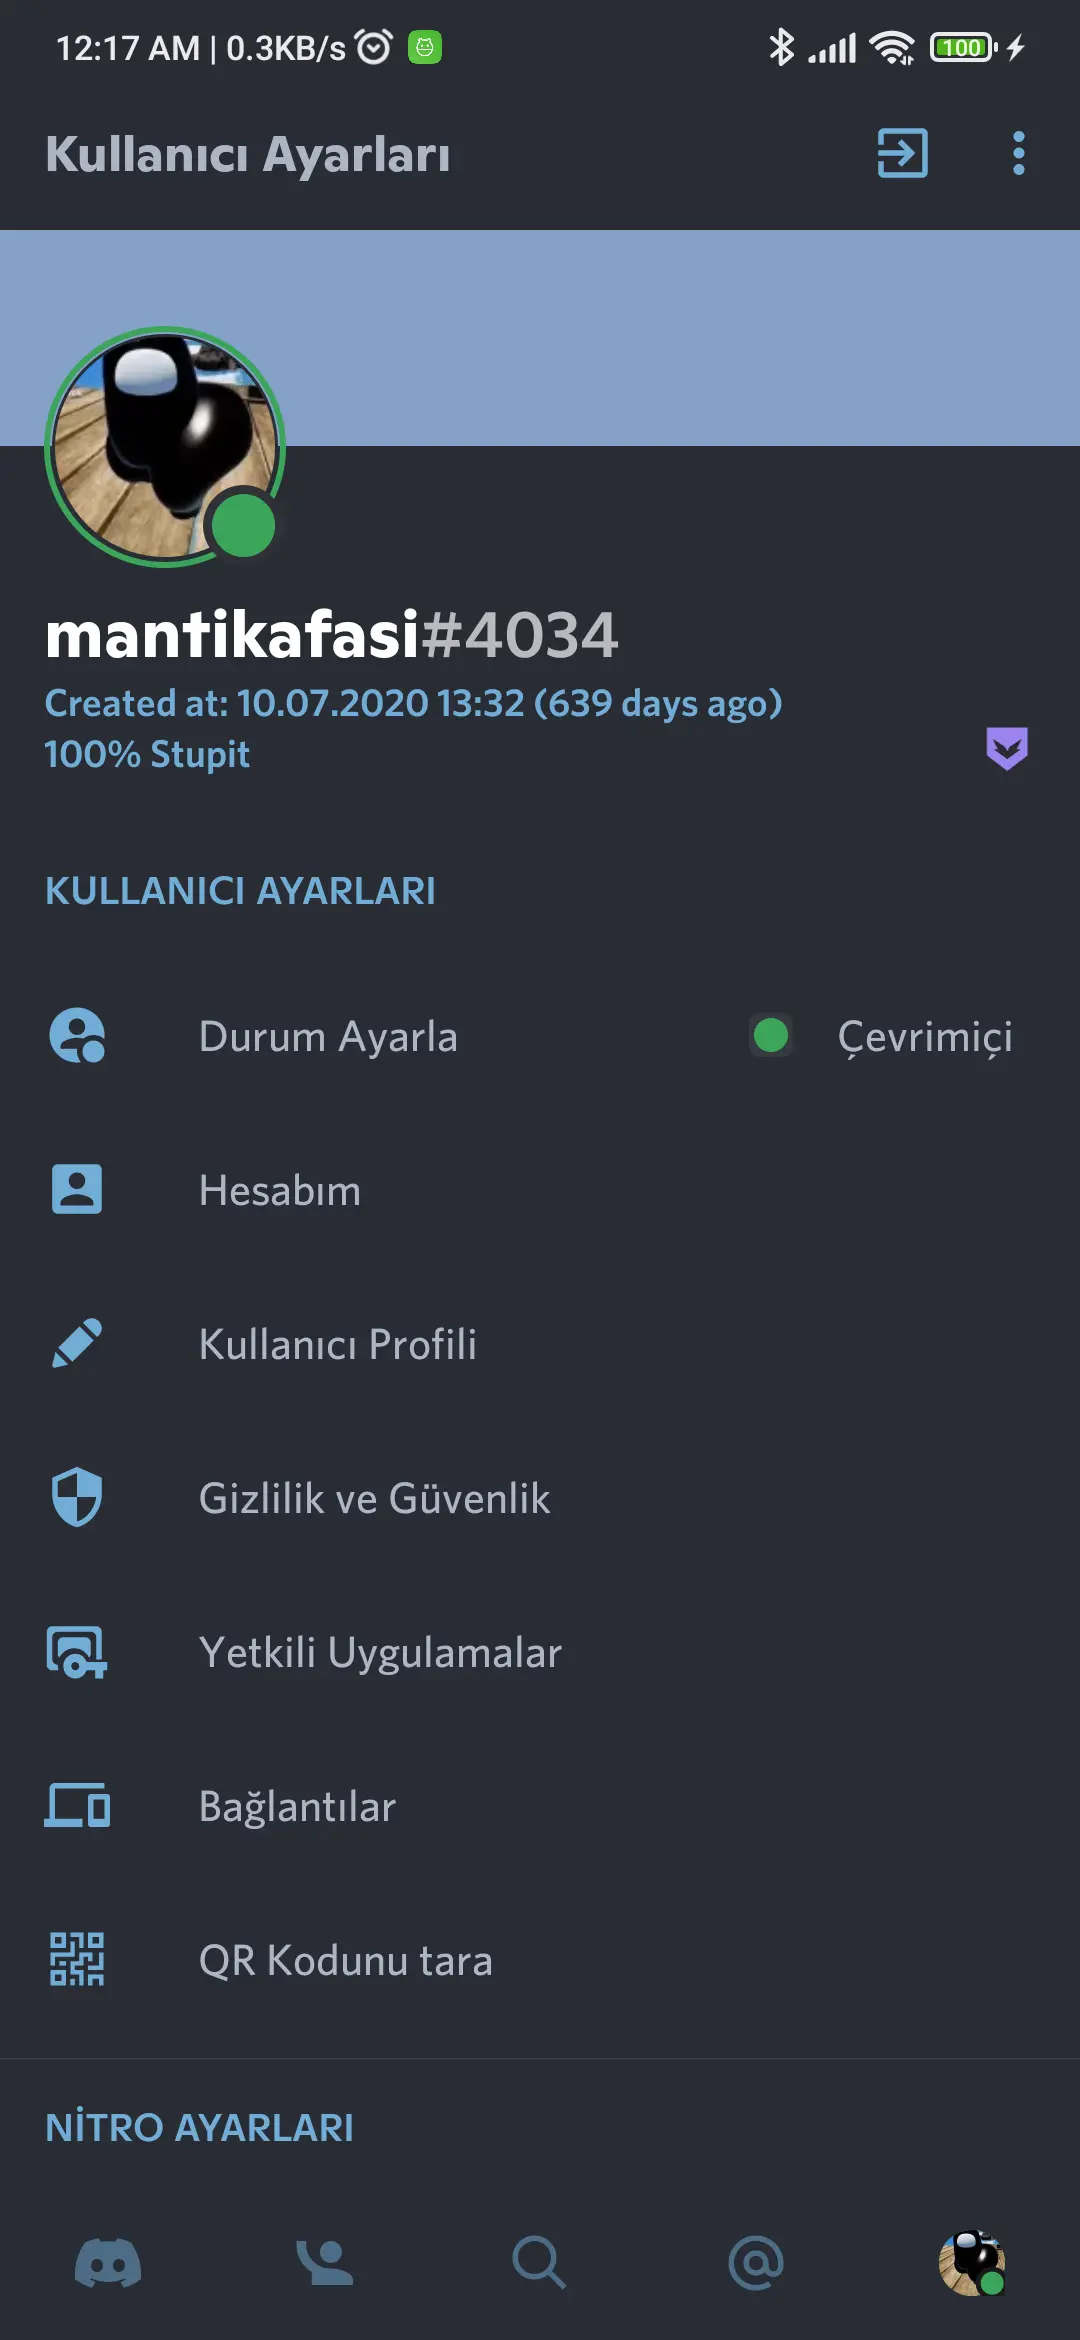 12:17 AM | 0.3KB/s
100
Kullanıcı Ayarları
mantikafasi#4034
Created at: 10.07.2020 13:32 (639 days ago)
100% Stupit
KULLANICI AYARLARI
Durum Ayarla
Çevrimiçi
Hesabım
Kullanıcı Profili
Gizlilik ve Güvenlik
Yetkili Uygulamalar
Bağlantılar
QR Kodunu tara
NİTRO AYARLARI